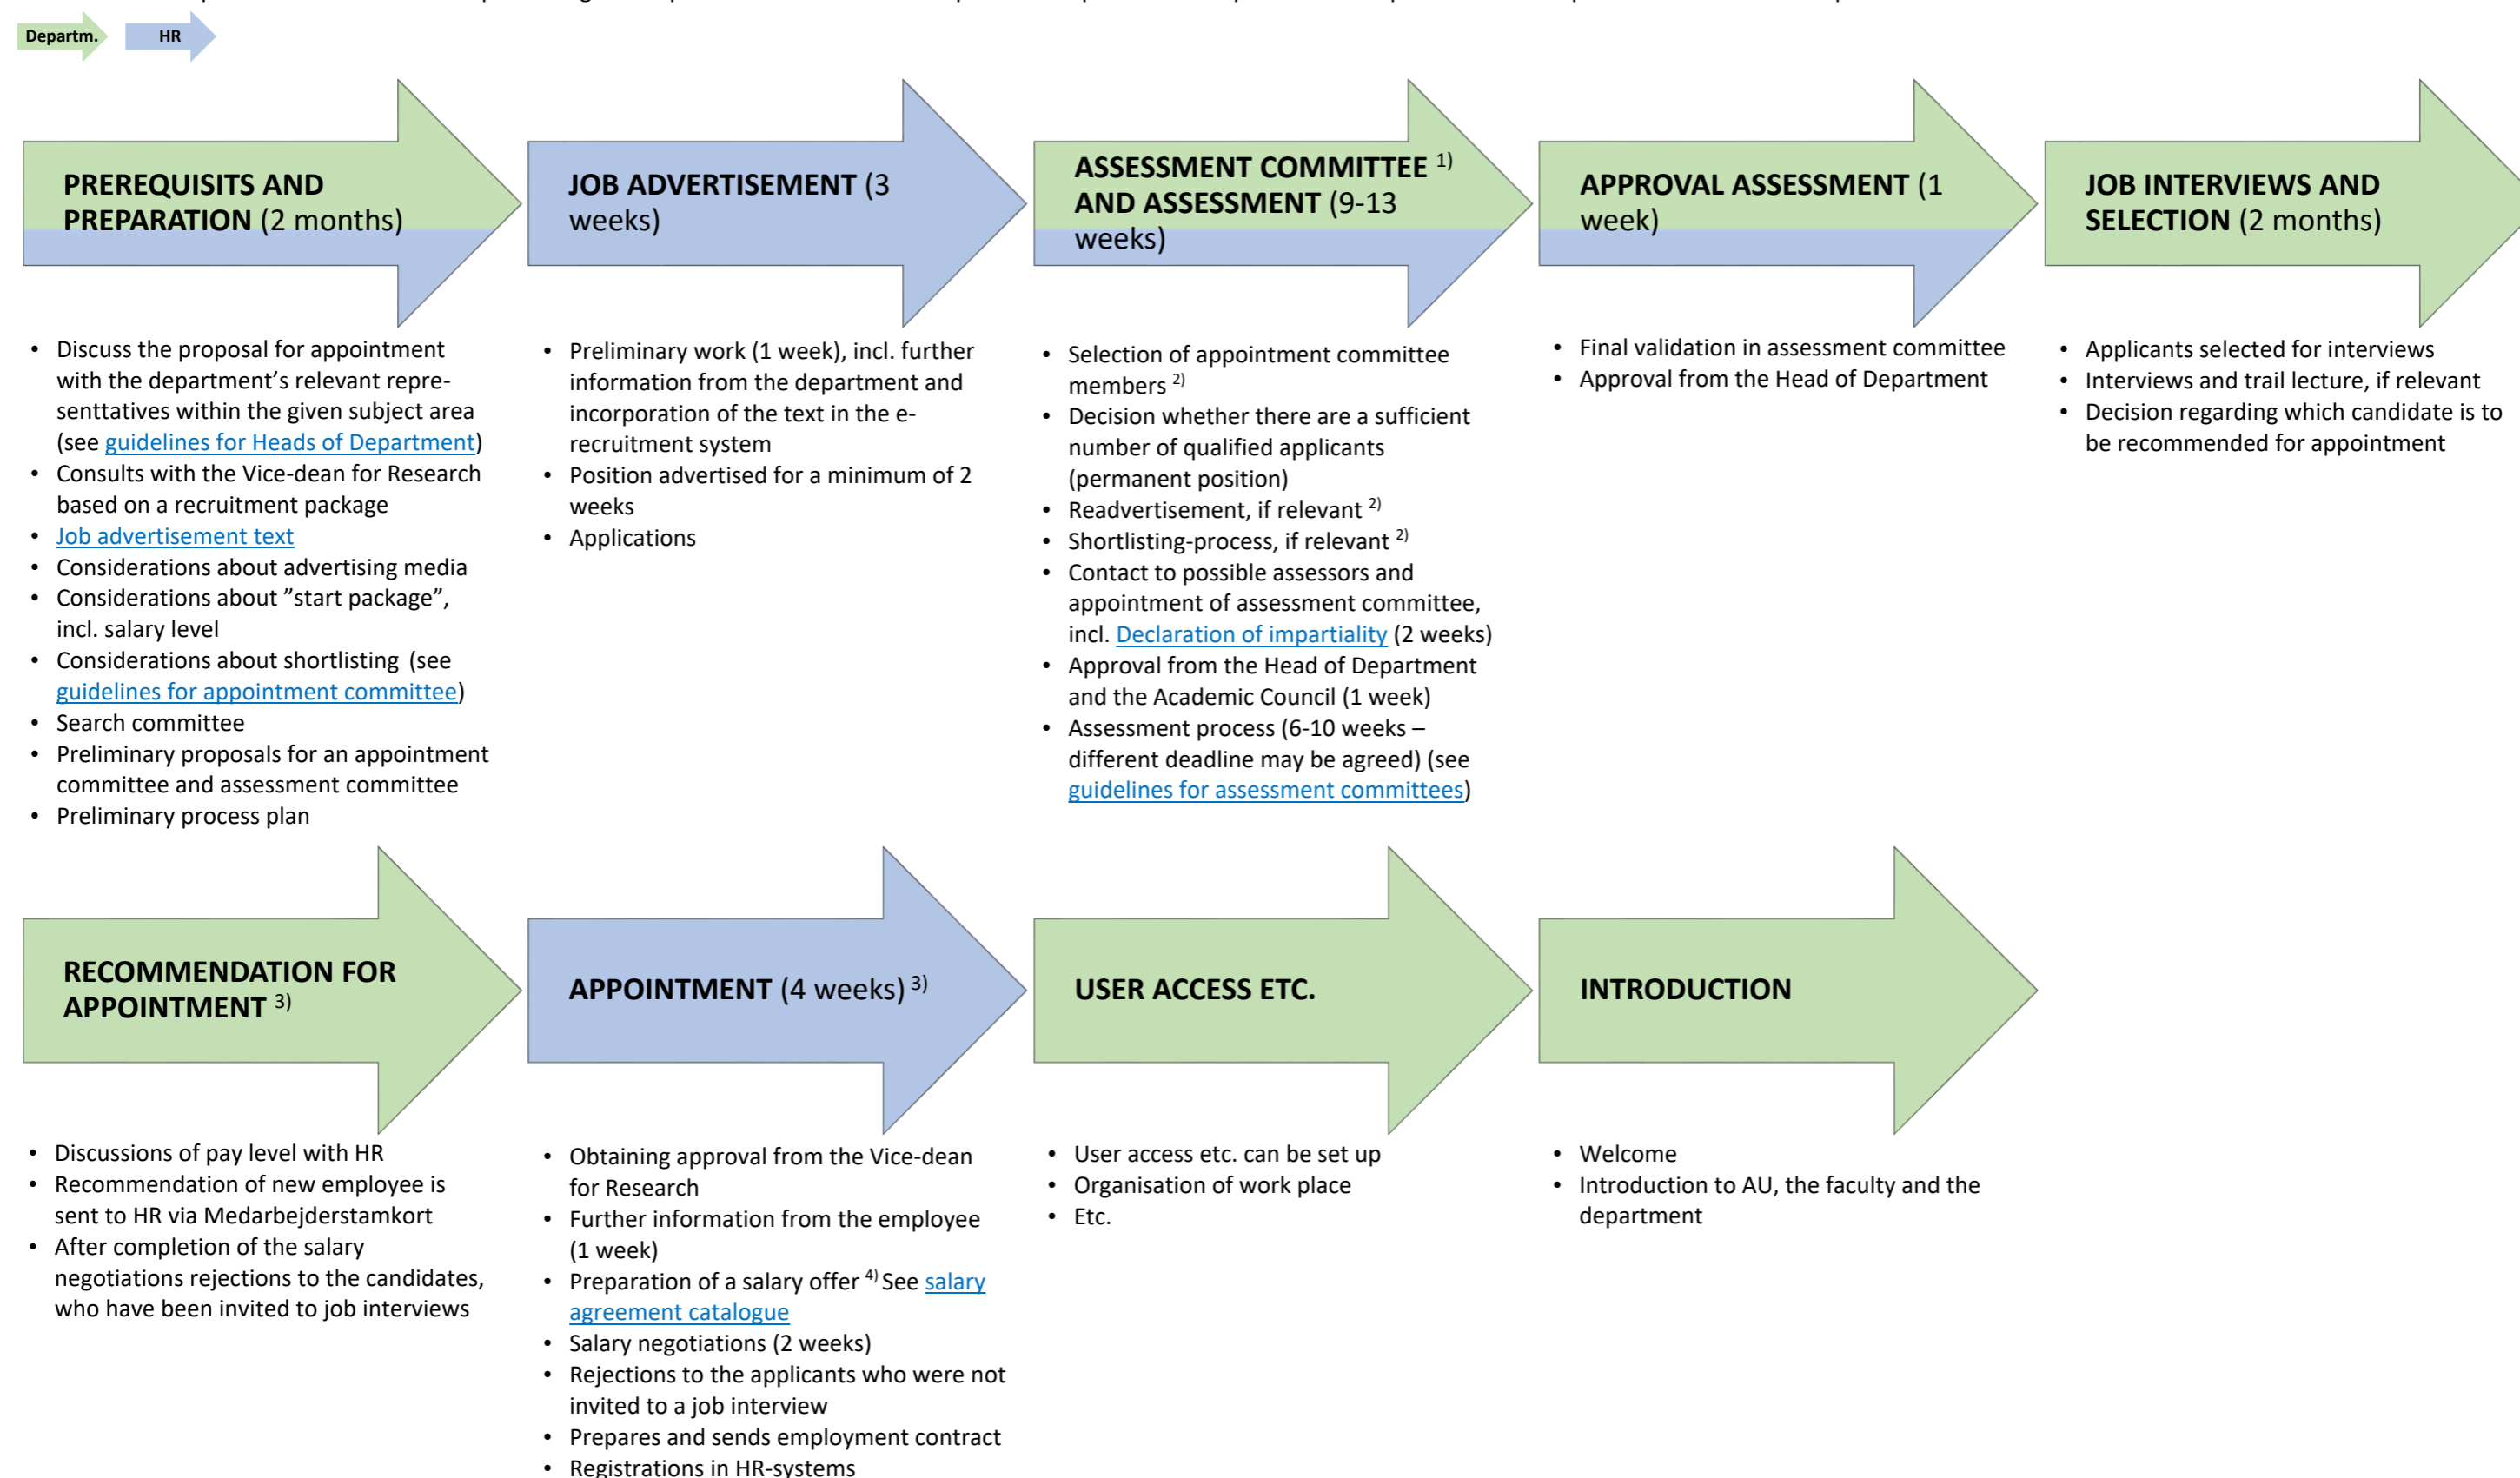 Departm.
HR
PREREQUISITS AND
PREPARATION (2 months)
JOB ADVERTISEMENT (3
weeks)
ASSESSMENT COMMITTEE 1)
AND ASSESSMENT (9-13
weeks)
APPROVAL ASSESSMENT (1
week)
JOB INTERVIEWS AND
SELECTION (2 months)
• Discuss the proposal for appointment
with the department's relevant repre-
senttatives within the given subject area
(see guidelines for Heads of Department)
• Consults with the Vice-dean for Research
based on a recruitment package
• Job advertisement text
• Considerations about advertising media
• Considerations about ”start package”,
incl. salary level
• Considerations about shortlisting (see
guidelines for appointment committee)
• Search committee
• Preliminary proposals for an appointment
committee and assessment committee
• Preliminary process plan
• Preliminary work (1 week), incl. further
information from the department and
incorporation of the text in the e-
recruitment system
• Position advertised for a minimum of 2
weeks
• Applications
• Selection of appointment committee
members 2)
• Decision whether there are a sufficient
number of qualified applicants
(permanent position)
• Readvertisement, if relevant 2)
• Shortlisting-process, if relevant 2)
• Contact to possible assessors and
appointment of assessment committee,
incl. Declaration of impartiality (2 weeks)
• Approval from the Head of Department
and the Academic Council (1 week)
• Assessment process (6-10 weeks –
different deadline may be agreed) (see
guidelines for assessment committees)
• Final validation in assessment committee
• Approval from the Head of Department
• Applicants selected for interviews
• Interviews and trail lecture, if relevant
• Decision regarding which candidate is to
be recommended for appointment
RECOMMENDATION FOR
APPOINTMENT 3)
APPOINTMENT (4 weeks) 3)
USER ACCESS ETC.
INTRODUCTION
• Discussions of pay level with HR
• Recommendation of new employee is
sent to HR via Medarbejderstamkort
• After completion of the salary
negotiations rejections to the candidates,
who have been invited to job interviews
• Obtaining approval from the Vice-dean
for Research
• Further information from the employee
(1 week)
• Preparation of a salary offer 4) See salary
agreement catalogue
• Salary negotiations (2 weeks)
• Rejections to the applicants who were not
invited to a job interview
• Prepares and sends employment contract
• Registrations in HR-systems
• User access etc. can be set up
• Organisation of work place
• Etc.
• Welcome
• Introduction to AU, the faculty and the
department